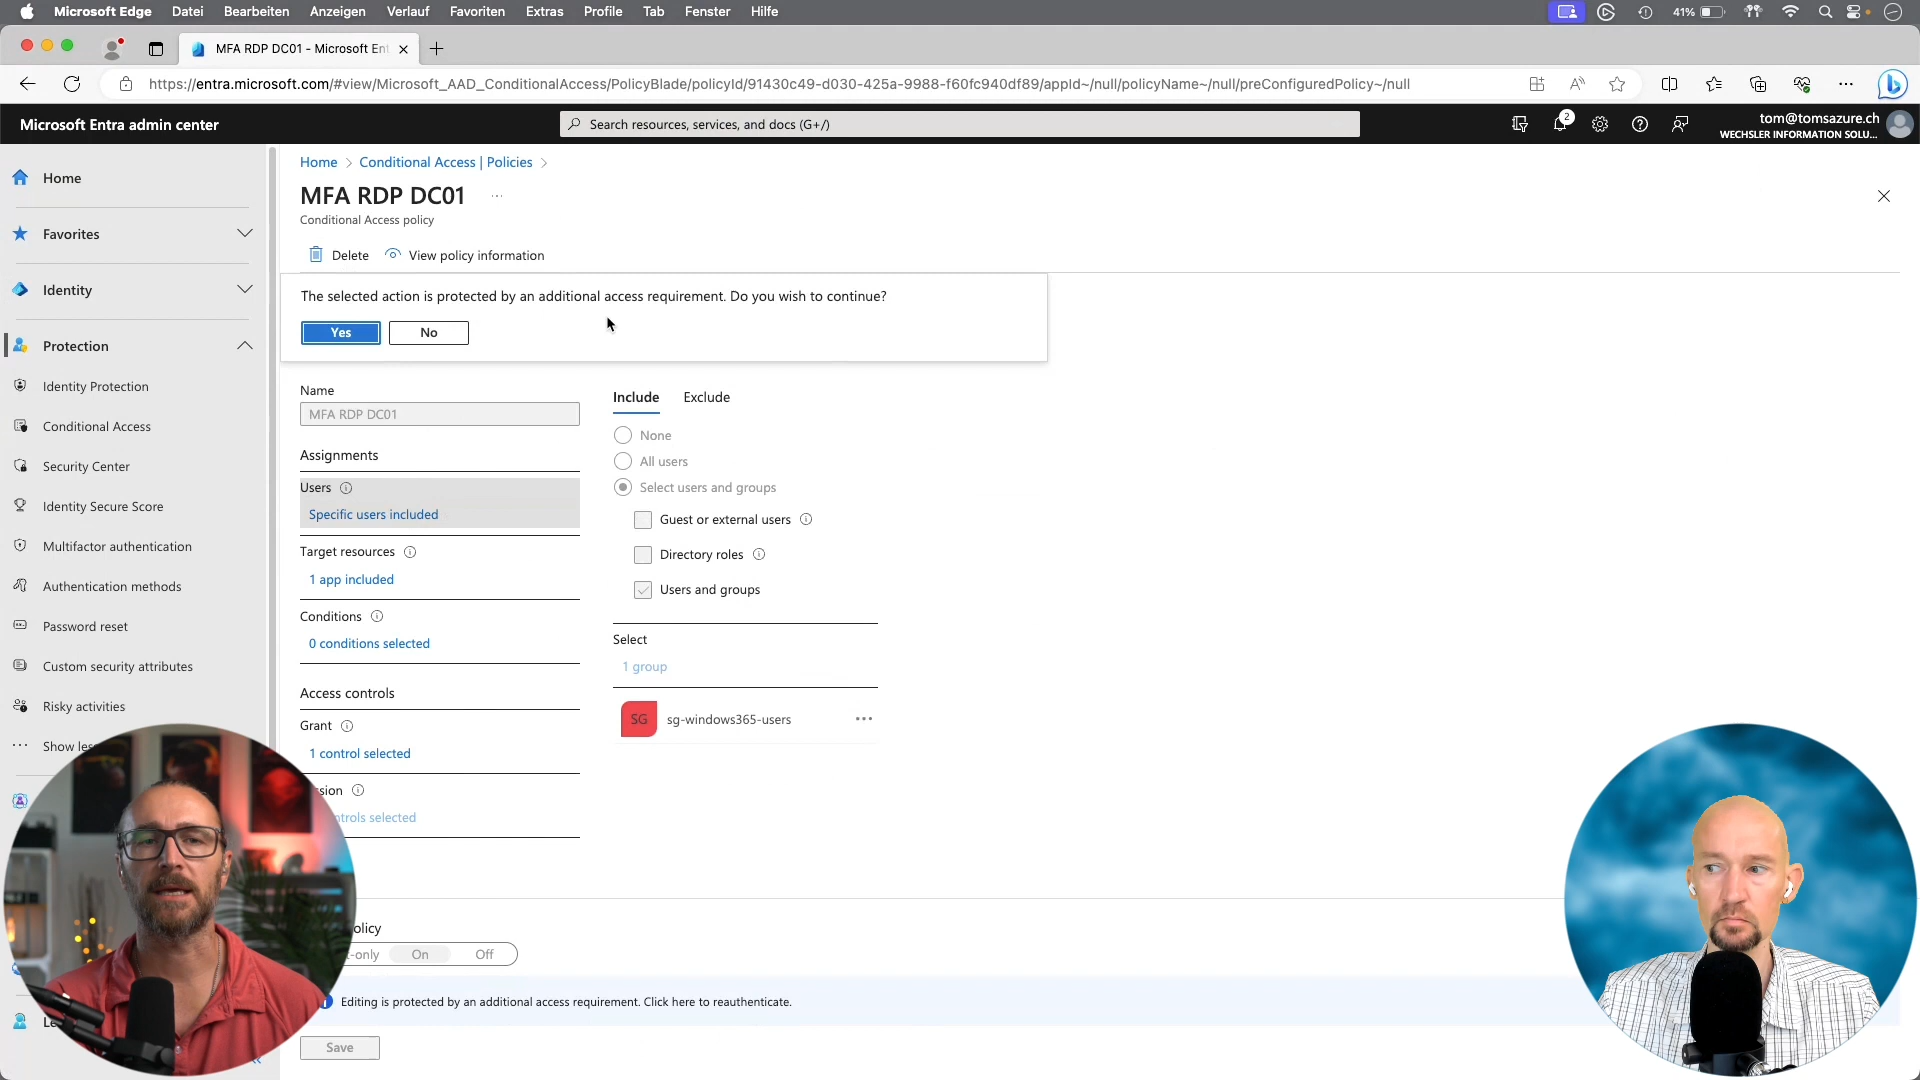 Microsoft Edge Datei Bearbeiten Anzeigen Verlauf Favoriten Extras Profile Tab Fenster Hilfe
41%
MFA RDP DC01 - Microsoft Ent
https://entra.microsoft.com/#view/Microsoft_AAD_ConditionalAccess/PolicyBlade/policyId/91430c49-d030-425a-9988-f60fc940df89/appId~/null/policyName~/null/preConfiguredPolicy~/null
Microsoft Entra admin center
Search resources, services, and docs (G+/)
2
tom@tomsazure.ch
WECHSLER INFORMATION SOLU...
Home
Favorites
Identity
Protection
Identity Protection
Conditional Access
Security Center
Identity Secure Score
Multifactor authentication
Authentication methods
Password reset
Custom security attributes
Risky activities
Show les
Le
Home > Conditional Access | Policies >
MFA RDP DC01 ...
Conditional Access policy
Delete
View policy information
The selected action is protected by an additional access requirement. Do you wish to continue?
Yes
No
Name
MFA RDP DC01
Assignments
Users
Specific users included
Target resources
1 app included
Conditions
0 conditions selected
Access controls
Grant
1 control selected
ssion
ntrols selected
Include
Exclude
None
All users
Select users and groups
Guest or external users
Directory roles
Users and groups
Select
1 group
SG
sg-windows365-users
olicy
t-only
On
Off
Editing is protected by an additional access requirement. Click here to reauthenticate.
Save